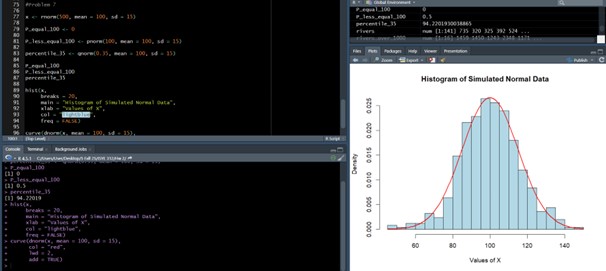 75 #Problem 7
76
77 x <- rnorm(500, mean = 100, sd = 15)
78
79 P_equal_100 <- 0
80
81 P_less_equal_100 <- pnorm(100, mean = 100, sd = 15)
82
83 percentile_35 <- qnorm(0.35, mean = 100, sd = 15)
84
85 P_equal_100
86 P_less_equal_100
87 percentile_35
88
89 hist(x,
90 breaks = 20,
91 main = "Histogram of Simulated Normal Data",
92 xlab = "Values of X",
93 col = "lightblue",
94 freq = FALSE)
95
96 curve(dnorm(x, mean = 100, sd = 15),
(Top Level)
R Script
Console Terminal Background Jobs
> P_equal_100
[1] 0
> P_less_equal_100
[1] 0.5
> percentile_35
[1] 94.22019
> hist(x,
+ breaks = 20,
+ main = "Histogram of Simulated Normal Data",
+ xlab = "Values of X",
+ col = "lightblue",
+ freq = FALSE)
> curve(dnorm(x, mean = 100, sd = 15),
+ col = "red",
+ lwd = 2,
+ add = TRUE)
Global Environment
P_equal_100 0
P_less_equal_100 0.5
percentile_35 94.2201930038865
rivers num [1:141] 735 320 325 392 524 ...
Files Plots Packages Help Viewer Presentation
Zoom Export Publish
Histogram of Simulated Normal Data
Density
0.000 0.005 0.010 0.015 0.020 0.025
60 80 100 120 140
Values of X